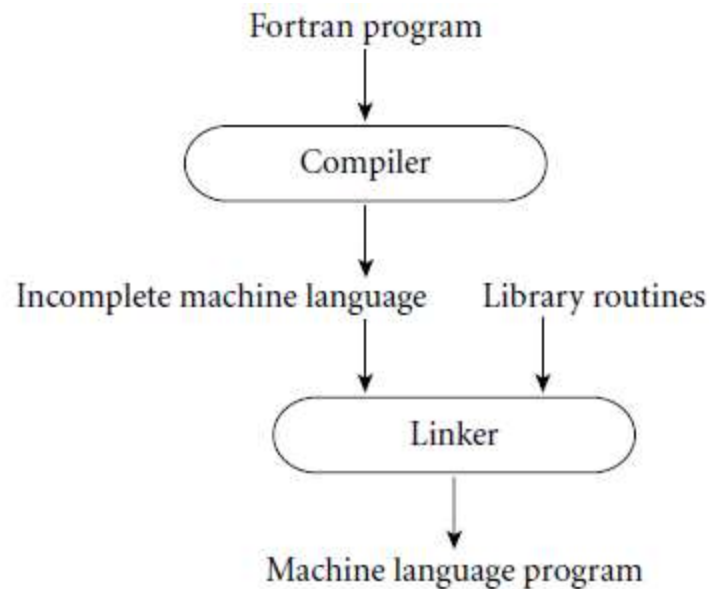 Fortran program
Compiler
Incomplete machine language
Library routines
Linker
Machine language program